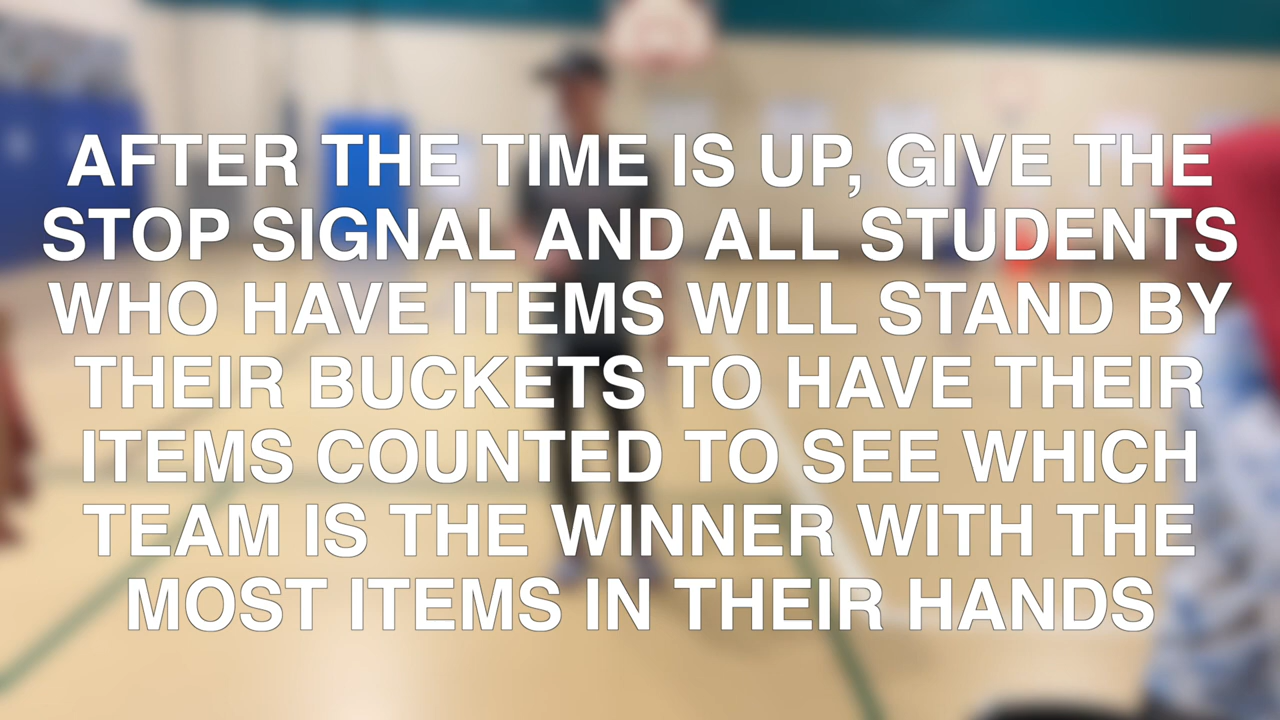 AFTER THE TIME IS UP, GIVE THE
STOP SIGNAL AND ALL STUDENTS
WHO HAVE ITEMS WILL STAND BY
THEIR BUCKETS TO HAVE THEIR
ITEMS COUNTED TO SEE WHICH
TEAM IS THE WINNER WITH THE
MOST ITEMS IN THEIR HANDS